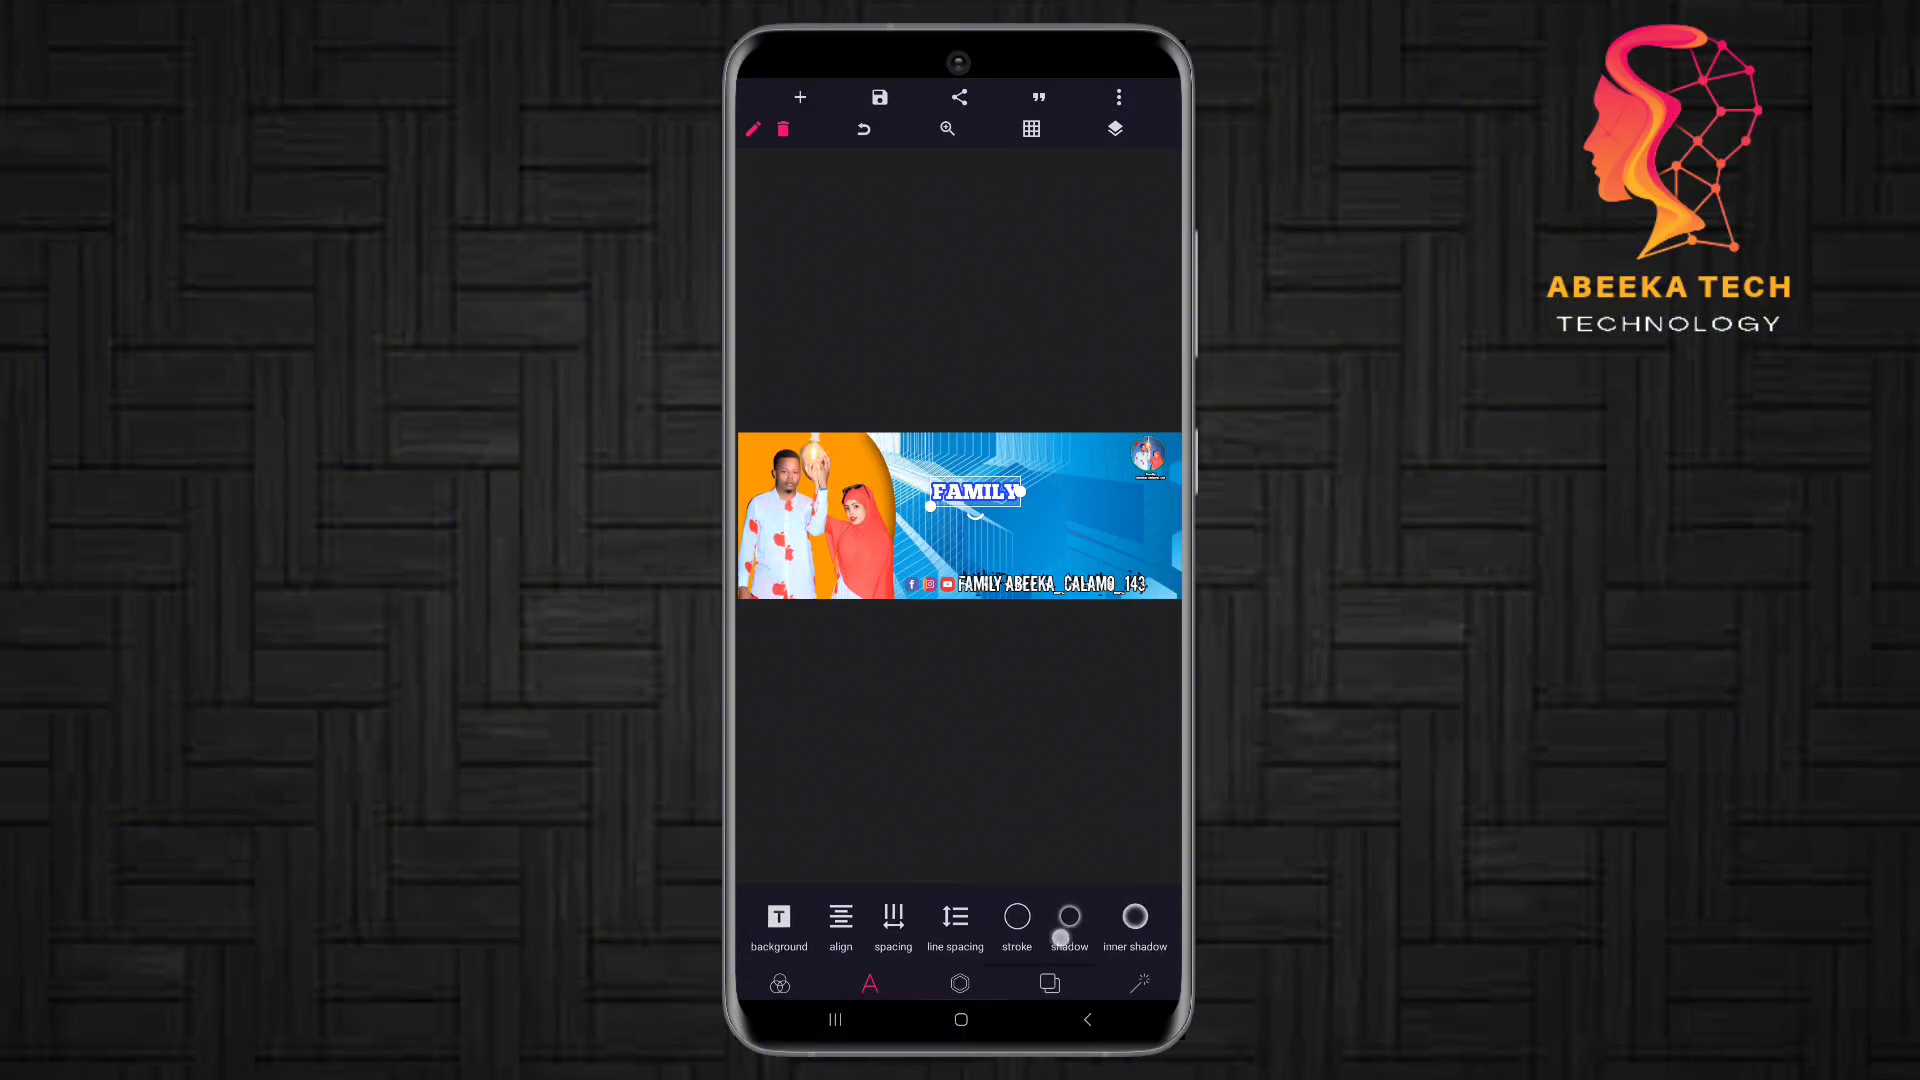 ABEEKA TECH
TECHNOLOGY
FAMILY
FAMILY ABEEKA_CALAMO_143
background
align
spacing
line spacing
stroke
shadow
inner shadow